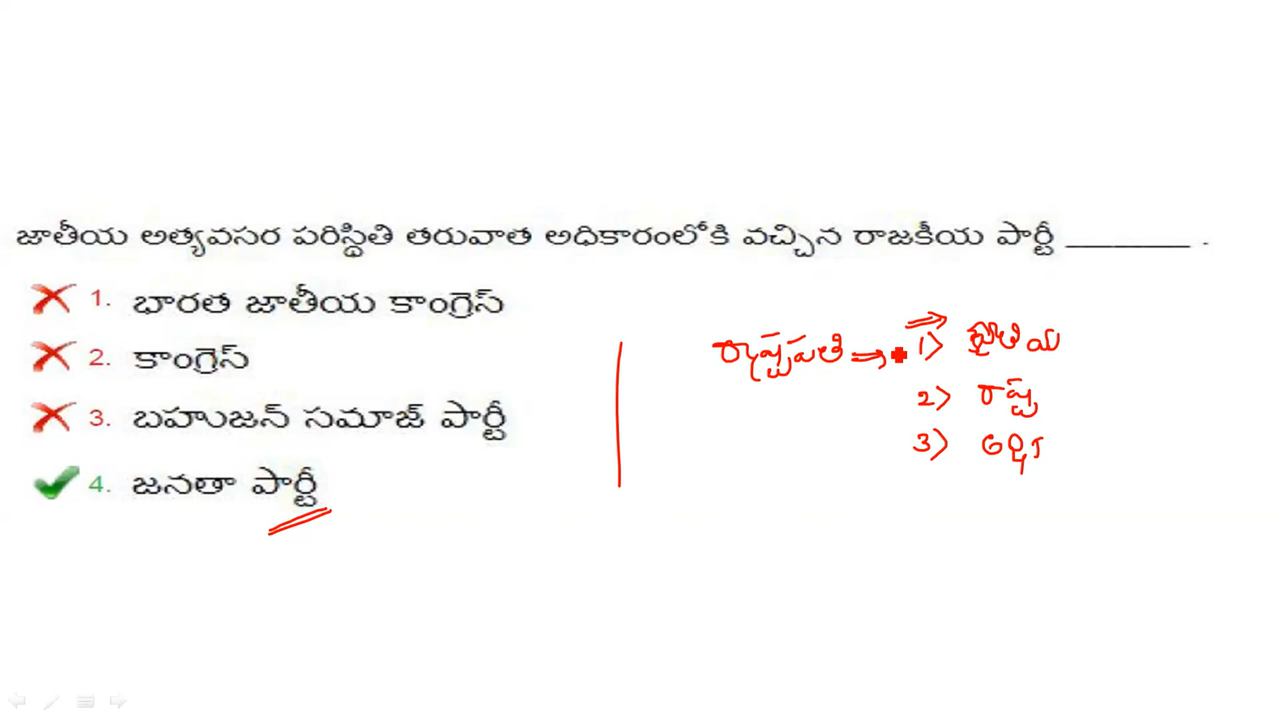 జాతీయ అత్యవసర పరిస్థితి తరువాత అధికారంలోకి వచ్చిన రాజకీయ పార్టీ ________ .
1. భారత జాతీయ కాంగ్రెస్
2. కాంగ్రెస్
3. బహుజన్ సమాజ్ పార్టీ
4. జనతా పార్టీ
రాష్ట్రపతి ⇒
1) జాతీయ
2) రాష్ట్ర
3)